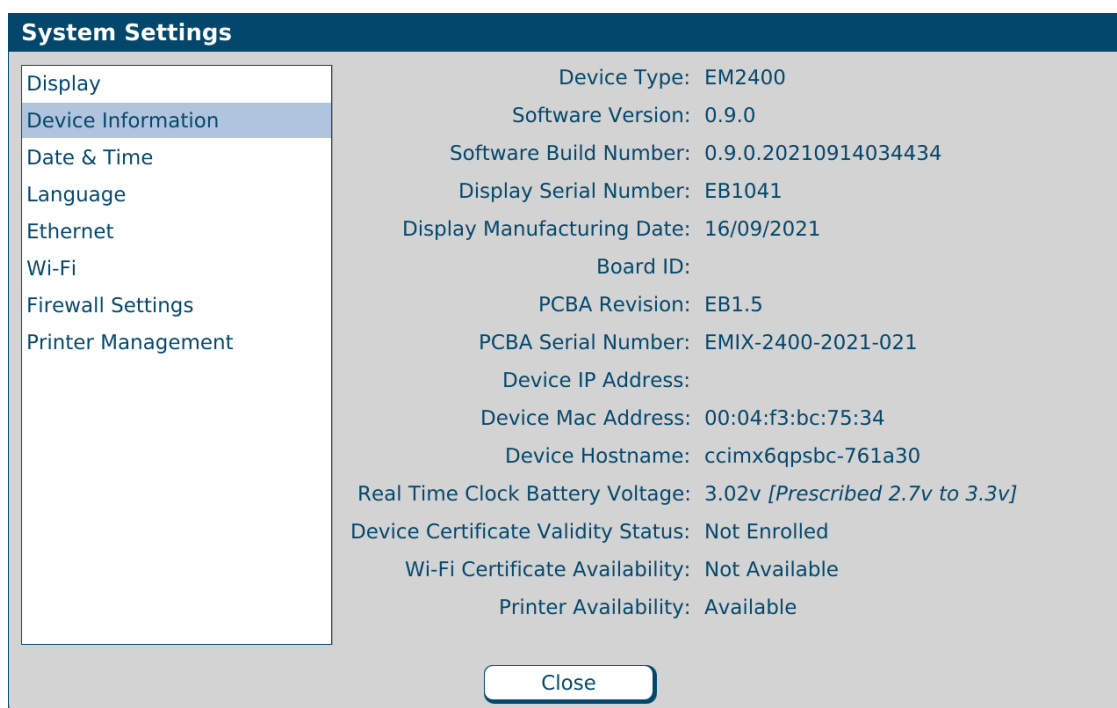 System Settings
Display
Device Information
Date & Time
Language
Ethernet
Wi-Fi
Firewall Settings
Printer Management
Device Type: EM2400
Software Version: 0.9.0
Software Build Number: 0.9.0.20210914034434
Display Serial Number: EB1041
Display Manufacturing Date: 16/09/2021
Board ID:
PCBA Revision: EB1.5
PCBA Serial Number: EMIX-2400-2021-021
Device IP Address:
Device Mac Address: 00:04:f3:bc:75:34
Device Hostname: ccimx6qpsbc-761a30
Real Time Clock Battery Voltage: 3.02v [Prescribed 2.7v to 3.3v]
Device Certificate Validity Status: Not Enrolled
Wi-Fi Certificate Availability: Not Available
Printer Availability: Available
Close